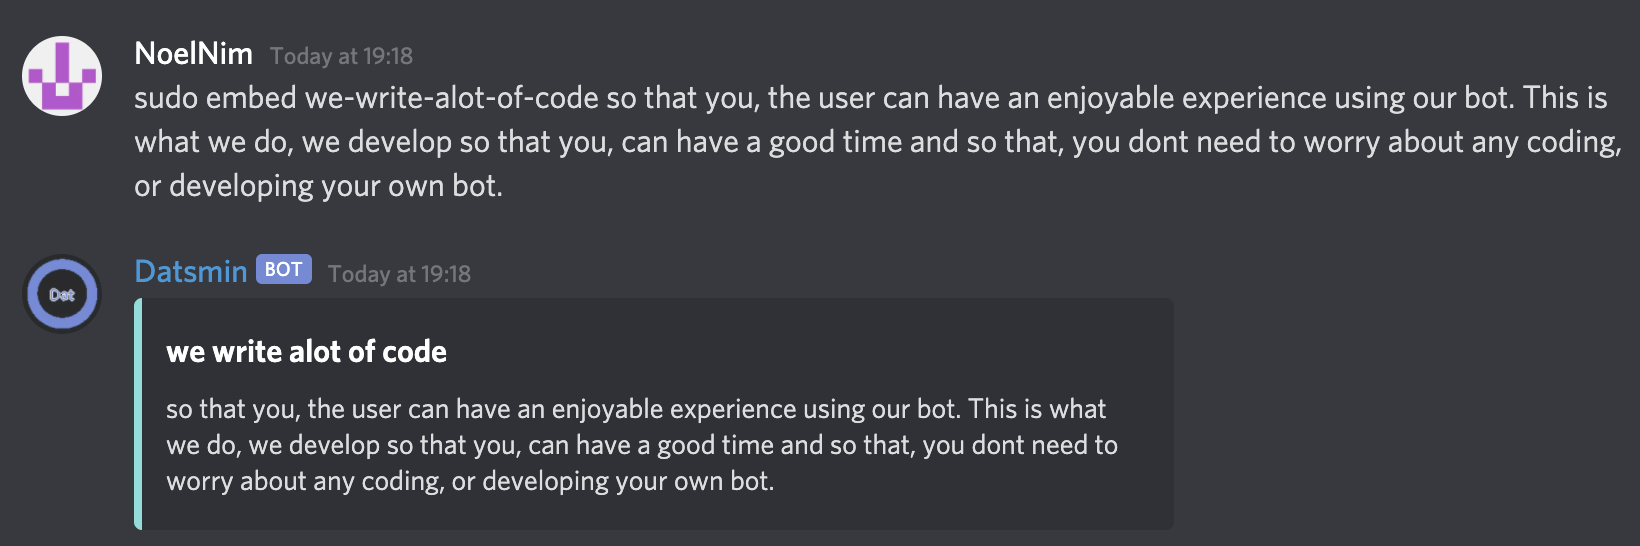 NoelNim Today at 19:18
sudo embed we-write-alot-of-code so that you, the user can have an enjoyable experience using our bot. This is
what we do, we develop so that you, can have a good time and so that, you dont need to worry about any coding,
or developing your own bot.
Datsmin BOT Today at 19:18
Dat
we write alot of code
so that you, the user can have an enjoyable experience using our bot. This is what
we do, we develop so that you, can have a good time and so that, you dont need to
worry about any coding, or developing your own bot.